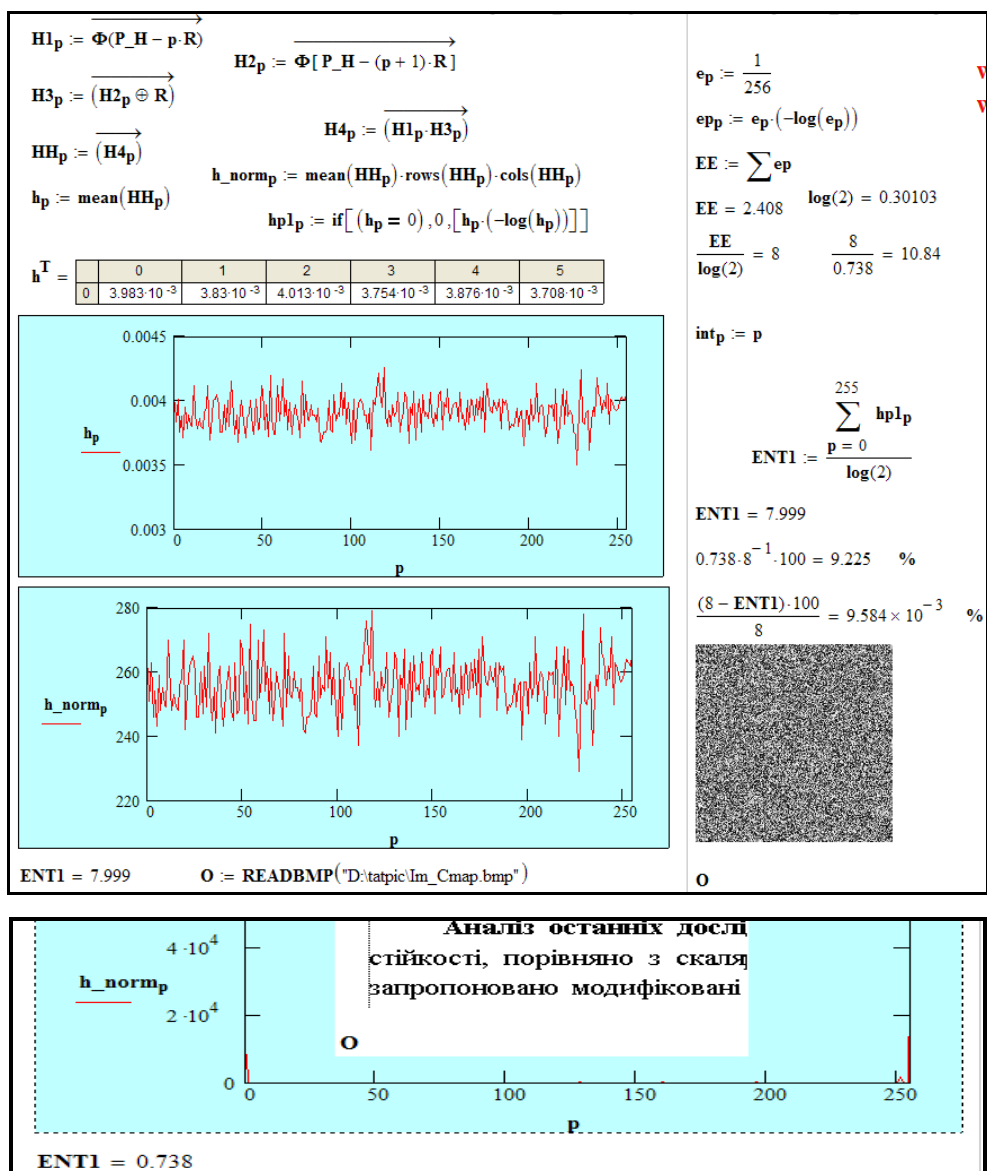 H1p := Φ(P_H − p·R)
H2p := Φ[P_H − (p + 1)·R]
H3p := (H2p ⊕ R)
H4p := (H1p·H3p)
HHp := (H4p)
h_normp := mean(HHp)·rows(HHp)·cols(HHp)
hp := mean(HHp)
hp1p := if[(hp = 0),0,[hp·(−log(hp))]]
hT =
0 1 2 3 4 5
0 3.983·10 -3 3.83·10 -3 4.013·10 -3 3.754·10 -3 3.876·10 -3 3.708·10 -3
0.0045
0.004
hp
0.0035
0.003
0 50 100 150 200 250
p
280
260
h_normp
240
220
0 50 100 150 200 250
p
ENT1 = 7.999
O := READBMP("D:\tatpic\Im_Cmap.bmp")
ep := 1/256
epp := ep·(−log(ep))
EE := ∑ep
EE = 2.408 log(2) = 0.30103
EE/log(2) = 8 8/0.738 = 10.84
intp := p
255
∑ hp1p
p = 0
ENT1 :=
log(2)
ENT1 = 7.999
0.738·8−1·100 = 9.225 %
(8 − ENT1)·100/8 = 9.584 × 10−3 %
O
Аналіз останніх дослі
4·104
стійкості, порівняно з скаляр
h_normp
запропоновано модифіковані
2·104
O
0
0 50 100 150 200 250
p
ENT1 = 0.738